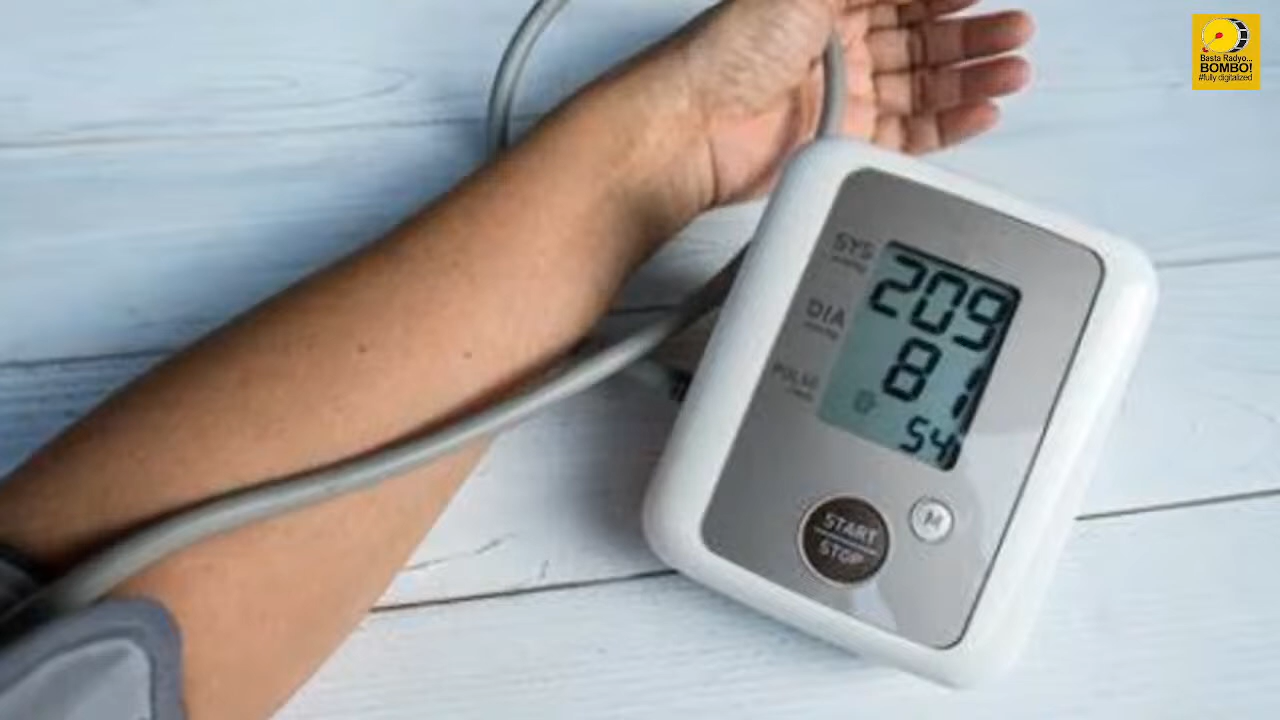 Basta Radyo...
BOMBO!
#fully digitalized
SYS
209
DIA
81
PULSE
54
START
STOP
M